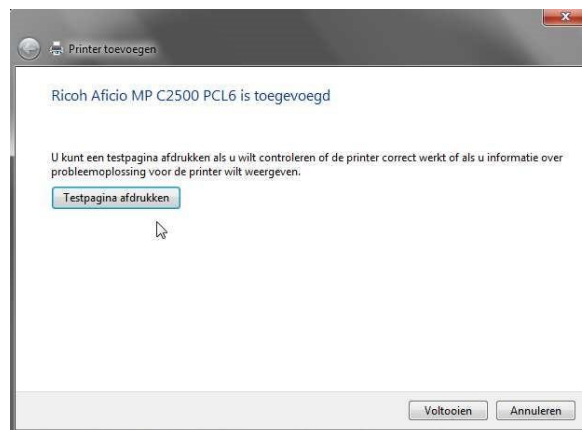 Printer toevoegen
Ricoh Aficio MP C2500 PCL6 is toegevoegd
U kunt een testpagina afdrukken als u wilt controleren of de printer correct werkt of als u informatie over
probleemoplossing voor de printer wilt weergeven.
Testpagina afdrukken
Voltooien Annuleren